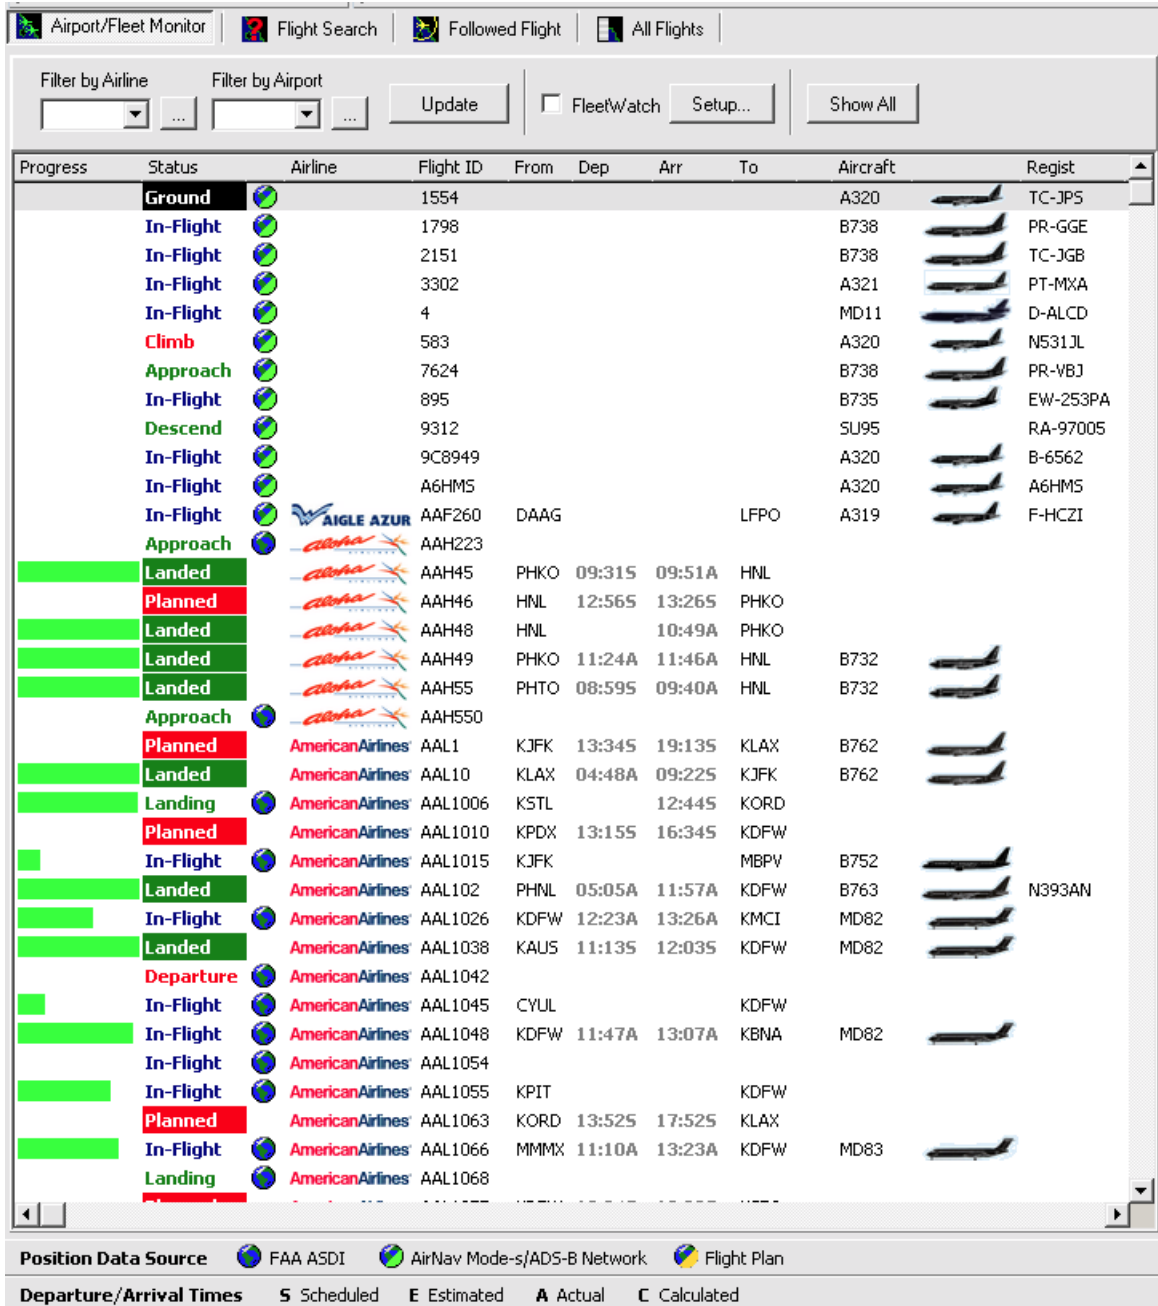 Airport/Fleet Monitor Flight Search Followed Flight All Flights
Filter by Airline Filter by Airport
... ... Update FleetWatch Setup... Show All
Progress Status Airline Flight ID From Dep Arr To Aircraft Regist
Ground 1554 A320 TC-JPS
In-Flight 1798 B738 PR-GGE
In-Flight 2151 B738 TC-JGB
In-Flight 3302 A321 PT-MXA
In-Flight 4 MD11 D-ALCD
Climb 583 A320 N531JL
Approach 7624 B738 PR-VBJ
In-Flight 895 B735 EW-253PA
Descend 9312 SU95 RA-97005
In-Flight 9C8949 A320 B-6562
In-Flight A6HMS A320 A6HMS
In-Flight AIGLE AZUR AAF260 DAAG LFPO A319 F-HCZI
Approach aloha AAH223
Landed aloha AAH45 PHKO 09:31S 09:51A HNL
Planned aloha AAH46 HNL 12:56S 13:26S PHKO
Landed aloha AAH48 HNL 10:49A PHKO
Landed aloha AAH49 PHKO 11:24A 11:46A HNL B732
Landed aloha AAH55 PHTO 08:59S 09:40A HNL B732
Approach aloha AAH550
Planned AmericanAirlines AAL1 KJFK 13:34S 19:13S KLAX B762
Landed AmericanAirlines AAL10 KLAX 04:48A 09:22S KJFK B762
Landing AmericanAirlines AAL1006 KSTL 12:44S KORD
Planned AmericanAirlines AAL1010 KPDX 13:15S 16:34S KDFW
In-Flight AmericanAirlines AAL1015 KJFK MBPV B752
Landed AmericanAirlines AAL102 PHNL 05:05A 11:57A KDFW B763 N393AN
In-Flight AmericanAirlines AAL1026 KDFW 12:23A 13:26A KMCI MD82
Landed AmericanAirlines AAL1038 KAUS 11:13S 12:03S KDFW MD82
Departure AmericanAirlines AAL1042
In-Flight AmericanAirlines AAL1045 CYUL KDFW
In-Flight AmericanAirlines AAL1048 KDFW 11:47A 13:07A KBNA MD82
In-Flight AmericanAirlines AAL1054
In-Flight AmericanAirlines AAL1055 KPIT KDFW
Planned AmericanAirlines AAL1063 KORD 13:52S 17:52S KLAX
In-Flight AmericanAirlines AAL1066 MMMX 11:10A 13:23A KDFW MD83
Landing AmericanAirlines AAL1068
Position Data Source FAA ASDI AirNav Mode-s/ADS-B Network Flight Plan
Departure/Arrival Times S Scheduled E Estimated A Actual C Calculated